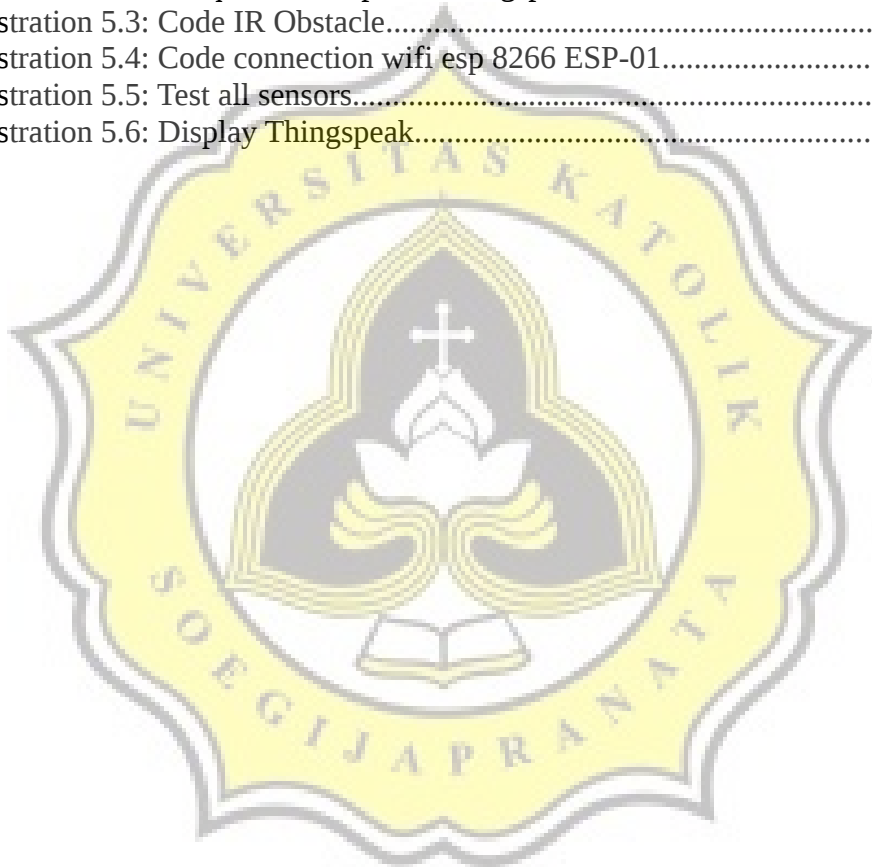 stration 5.3: Code IR Obstacle.......................................................
stration 5.4: Code connection wifi esp 8266 ESP-01..........................
stration 5.5: Test all sensors...........................................................
stration 5.6: Display Thingspeak...................................................
UNIVERSITAS KATOLIK
SOEGIJAPRANATA